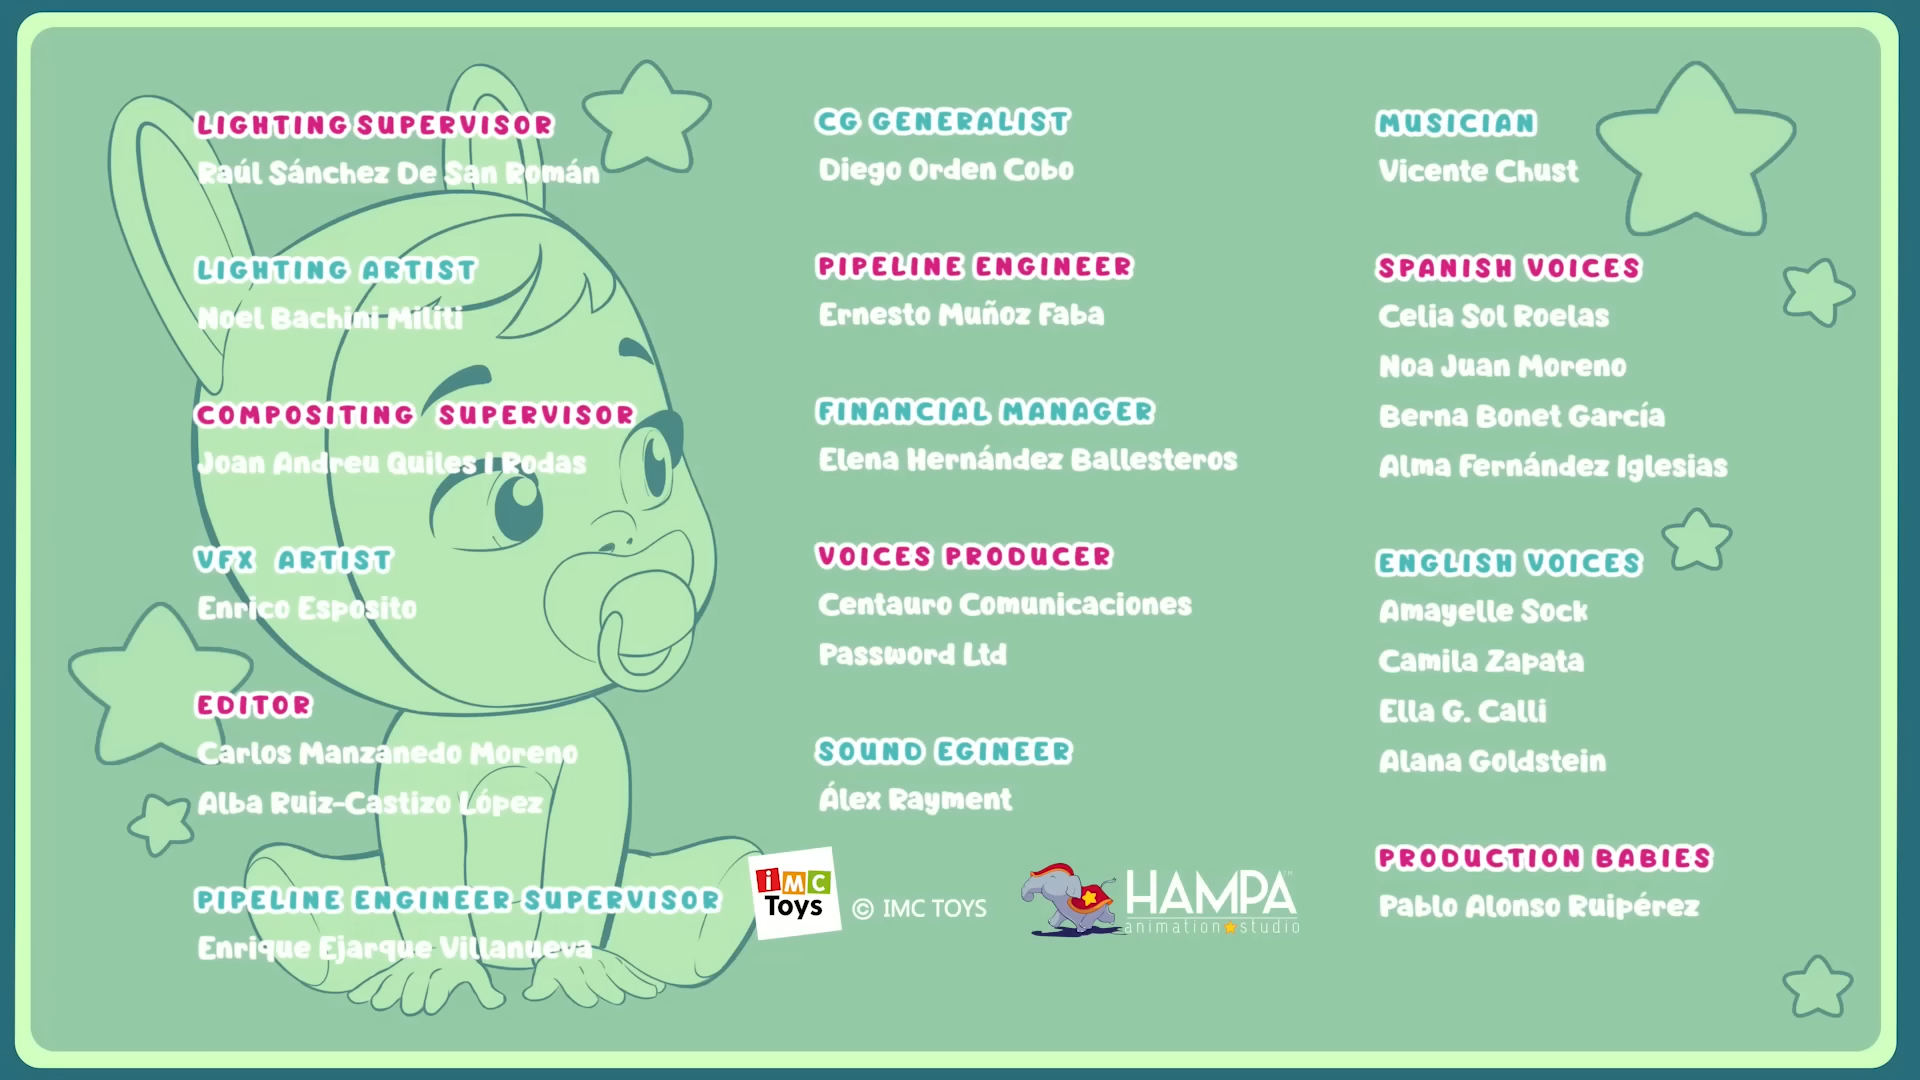 LIGHTING SUPERVISOR
Raúl Sánchez De San Román
LIGHTING ARTIST
Noel Bachini Militi
COMPOSITING SUPERVISOR
Joan Andreu Quiles I Rodas
VFX ARTIST
Enrico Esposito
EDITOR
Carlos Manzanedo Moreno
Alba Ruiz-Castizo López
PIPELINE ENGINEER SUPERVISOR
Enrique Ejarque Villanueva
CG GENERALIST
Diego Orden Cobo
PIPELINE ENGINEER
Ernesto Muñoz Faba
FINANCIAL MANAGER
Elena Hernández Ballesteros
VOICES PRODUCER
Centauro Comunicaciones
Password Ltd
SOUND EGINEER
Álex Rayment
iMC
Toys
© IMC TOYS
HAMPA™
animation studio
MUSICIAN
Vicente Chust
SPANISH VOICES
Celia Sol Roelas
Noa Juan Moreno
Berna Bonet García
Alma Fernández Iglesias
ENGLISH VOICES
Amayelle Sock
Camila Zapata
Ella G. Calli
Alana Goldstein
PRODUCTION BABIES
Pablo Alonso Ruipérez